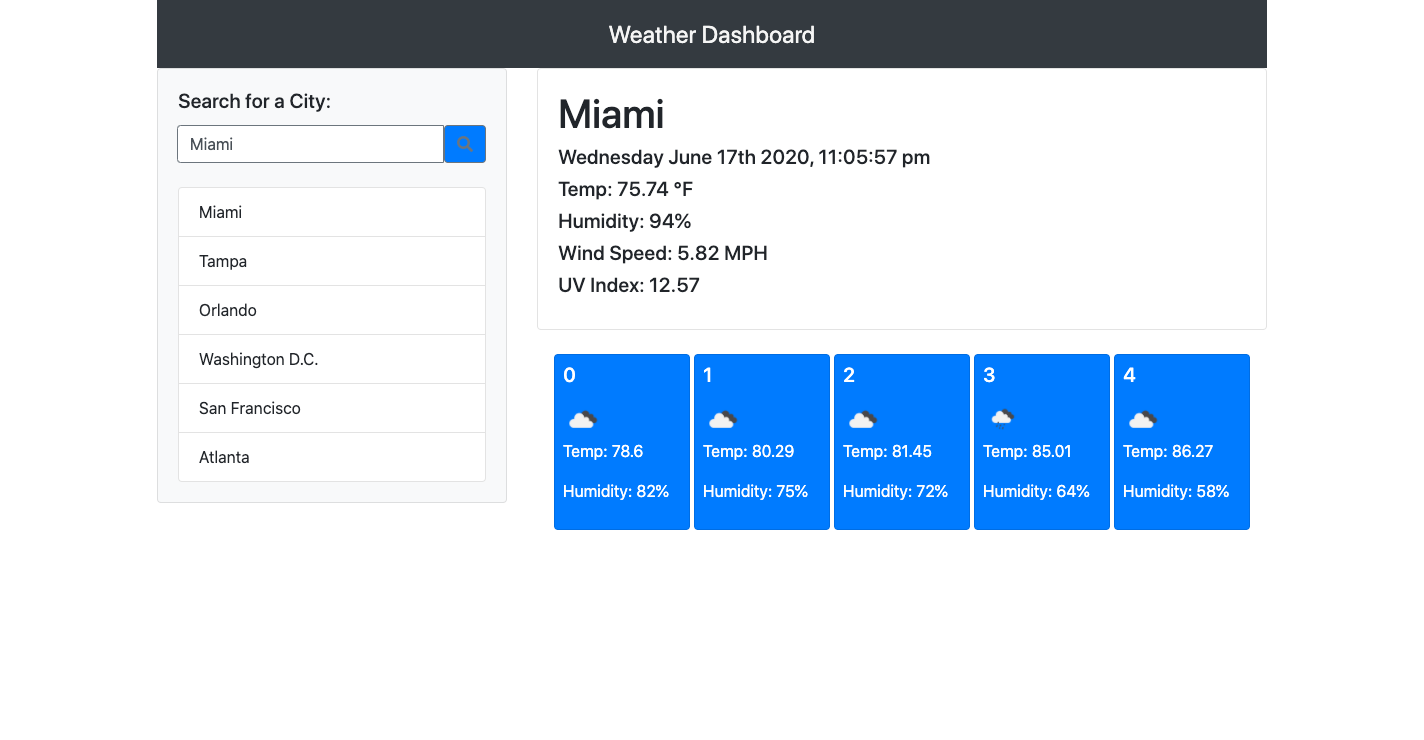 Weather Dashboard
Search for a City:
Miami
Miami
Tampa
Orlando
Washington D.C.
San Francisco
Atlanta
Miami
Wednesday June 17th 2020, 11:05:57 pm
Temp: 75.74 °F
Humidity: 94%
Wind Speed: 5.82 MPH
UV Index: 12.57
0
Temp: 78.6
Humidity: 82%
1
Temp: 80.29
Humidity: 75%
2
Temp: 81.45
Humidity: 72%
3
Temp: 85.01
Humidity: 64%
4
Temp: 86.27
Humidity: 58%